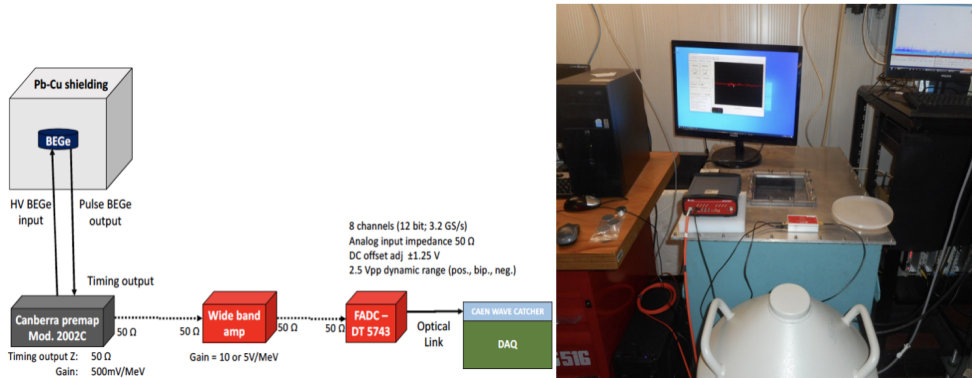 Pb-Cu shielding
BEGe
HV BEGe
input
Pulse BEGe
output
Timing output
Canberra premap
Mod. 2002C
50 Ω
Timing output Z: 50 Ω
Gain: 500mV/MeV
50 Ω
Wide band
amp
50 Ω
Gain = 10 or 5V/MeV
8 channels (12 bit; 3.2 GS/s)
Analog input impedance 50 Ω
DC offset adj ±1.25 V
2.5 Vpp dynamic range (pos., bip., neg.)
50 Ω
FADC –
DT 5743
Optical
Link
CAEN WAVE CATCHER
DAQ
516